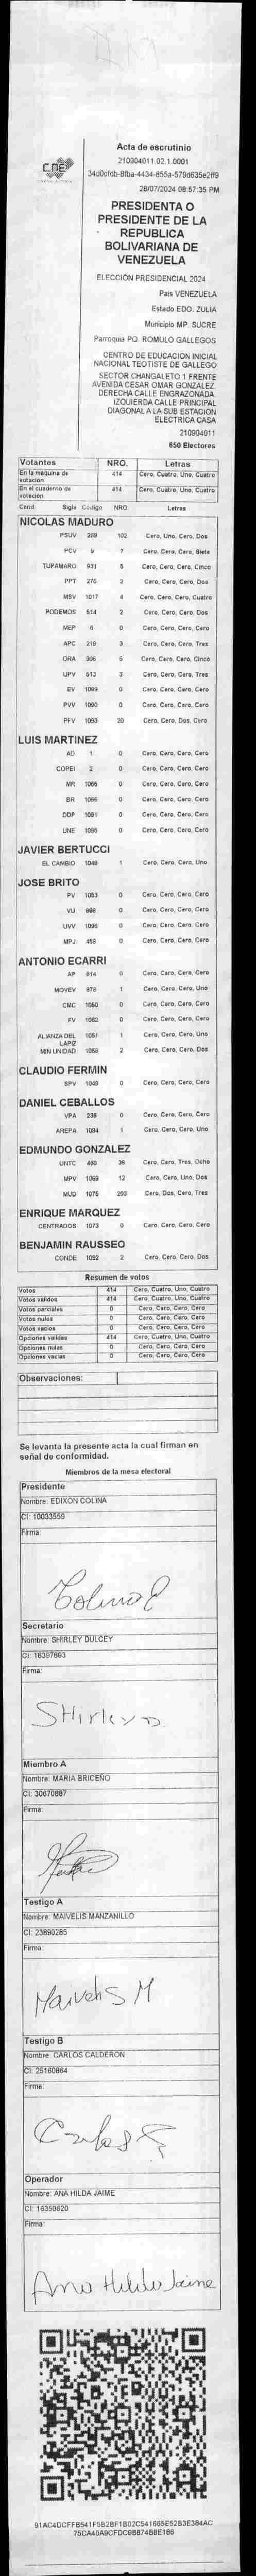 Acta de escrutinio
210904011.02.1.0001
34d0cfdb-8fba-4434-855a-579d635e2ff9
28/07/2024 08:57:35 PM
CNE
PRESIDENTA O
PRESIDENTE DE LA
REPUBLICA
BOLIVARIANA DE
VENEZUELA
ELECCIÓN PRESIDENCIAL 2024
Pais VENEZUELA
Estado EDO. ZULIA
Municipio MP. SUCRE
Parroquia PQ. ROMULO GALLEGOS
CENTRO DE EDUCACION INICIAL
NACIONAL TEOTISTE DE GALLEGO
SECTOR CHANGALETO 1 FRENTE
AVENIDA CESAR OMAR GONZALEZ.
DERECHA CALLE ENGRAZONADA.
IZQUIERDA CALLE PRINCIPAL
DIAGONAL A LA SUB ESTACION
ELECTRICA CASA
210904011
650 Electores
Votantes NRO. Letras
En la maquina de votación 414 Cero, Cuatro, Uno, Cuatro
En el cuaderno de votación 414 Cero, Cuatro, Uno, Cuatro
Cand. Sigla Codigo NRO Letras
NICOLAS MADURO
PSUV 289 102 Cero, Uno, Cero, Dos
PCV 5 7 Cero, Cero, Cero, Siete
TUPAMARO 931 5 Cero, Cero, Cero, Cinco
PPT 276 2 Cero, Cero, Cero, Dos
MSV 1017 4 Cero, Cero, Cero, Cuatro
PODEMOS 514 2 Cero, Cero, Cero, Dos
MEP 6 0 Cero, Cero, Cero, Cero
APC 219 3 Cero, Cero, Cero, Tres
ORA 306 5 Cero, Cero, Cero, Cinco
UPV 513 3 Cero, Cero, Cero, Tres
EV 1099 0 Cero, Cero, Cero, Cero
PVV 1090 0 Cero, Cero, Cero, Cero
PFV 1093 20 Cero, Cero, Dos, Cero
LUIS MARTINEZ
AD 1 0 Cero, Cero, Cero, Cero
COPEI 2 0 Cero, Cero, Cero, Cero
MR 1065 0 Cero, Cero, Cero, Cero
BR 1066 0 Cero, Cero, Cero, Cero
DDP 1081 0 Cero, Cero, Cero, Cero
UNE 1095 0 Cero, Cero, Cero, Cero
JAVIER BERTUCCI
EL CAMBIO 1048 1 Cero, Cero, Cero, Uno
JOSE BRITO
PV 1053 0 Cero, Cero, Cero, Cero
VU 868 0 Cero, Cero, Cero, Cero
UVV 1096 0 Cero, Cero, Cero, Cero
MPJ 458 0 Cero, Cero, Cero, Cero
ANTONIO ECARRI
AP 914 0 Cero, Cero, Cero, Cero
MOVEV 979 1 Cero, Cero, Cero, Uno
CMC 1050 0 Cero, Cero, Cero, Cero
FV 1062 0 Cero, Cero, Cero, Cero
ALIANZA DEL LAPIZ 1051 1 Cero, Cero, Cero, Uno
MIN UNIDAD 1059 2 Cero, Cero, Cero, Dos
CLAUDIO FERMIN
SPV 1049 0 Cero, Cero, Cero, Cero
DANIEL CEBALLOS
VPA 238 0 Cero, Cero, Cero, Cero
AREPA 1094 1 Cero, Cero, Cero, Uno
EDMUNDO GONZALEZ
UNTC 460 38 Cero, Cero, Tres, Ocho
MPV 1069 12 Cero, Cero, Uno, Dos
MUD 1075 203 Cero, Dos, Cero, Tres
ENRIQUE MARQUEZ
CENTRADOS 1073 0 Cero, Cero, Cero, Cero
BENJAMIN RAUSSEO
CONDE 1092 2 Cero, Cero, Cero, Dos
Resumen de votos
Votos 414 Cero, Cuatro, Uno, Cuatro
Votos validos 414 Cero, Cuatro, Uno, Cuatro
Votos parciales 0 Cero, Cero, Cero, Cero
Votos nulos 0 Cero, Cero, Cero, Cero
Votos vacios 0 Cero, Cero, Cero, Cero
Opciones validas 414 Cero, Cuatro, Uno, Cuatro
Opciones nulas 0 Cero, Cero, Cero, Cero
Opciones vacias 0 Cero, Cero, Cero, Cero
Observaciones:
Se levanta la presente acta la cual firman en
señal de conformidad.
Miembros de la mesa electoral
Presidente
Nombre: EDIXON COLINA
CI: 10033559
Firma:
Colina E
Secretario
Nombre: SHIRLEY DULCEY
CI: 18397893
Firma:
SHirley D
Miembro A
Nombre: MARIA BRICEÑO
CI: 30670887
Firma:
Testigo A
Nombre: MAIVELIS MANZANILLO
CI: 23890285
Firma:
Maivelis M
Testigo B
Nombre: CARLOS CALDERON
CI: 25160864
Firma:
Carlos
Operador
Nombre: ANA HILDA JAIME
CI: 16350620
Firma:
Ana Hilda Jaime
91AC4DCFFB541F5B2BF1B02C541685E52B3E384AC
75CA40A9CFDC9B874B8E186